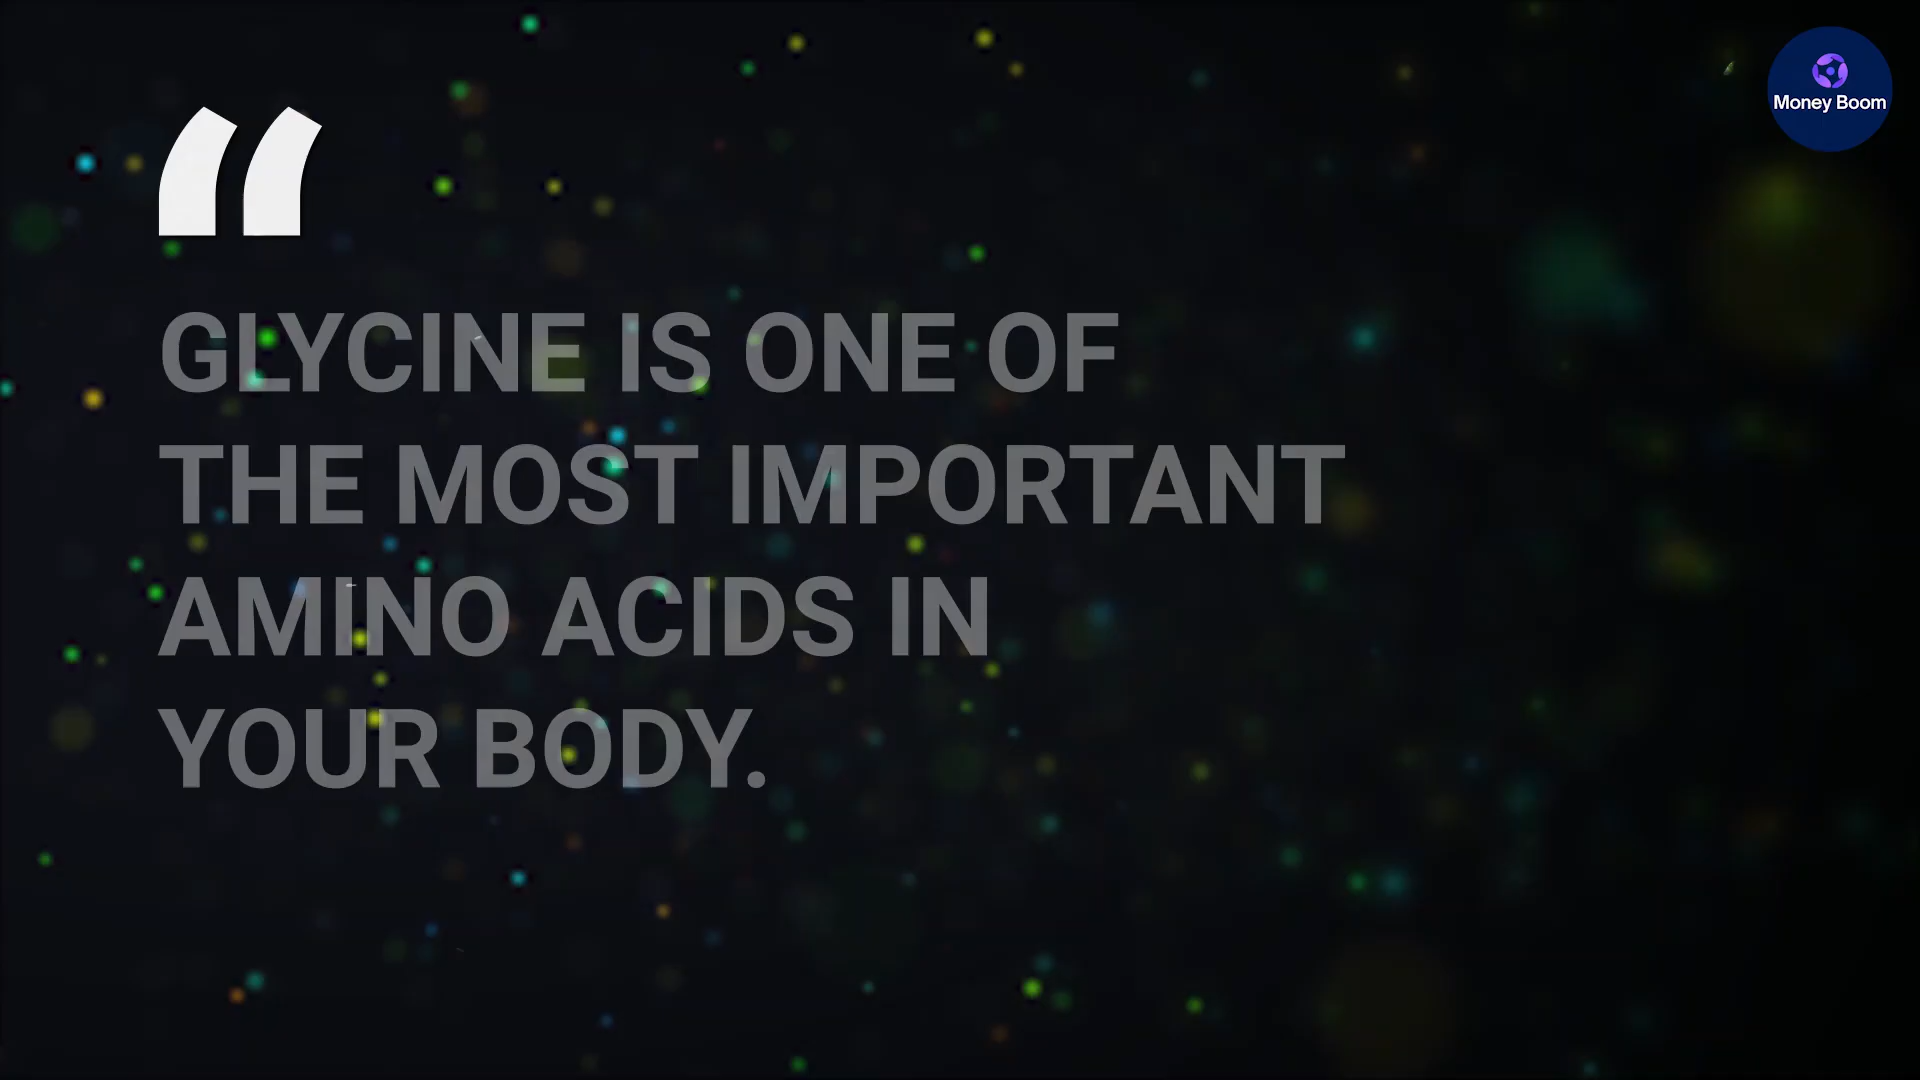 “
GLYCINE IS ONE OF
THE MOST IMPORTANT
AMINO ACIDS IN
YOUR BODY.
Money Boom